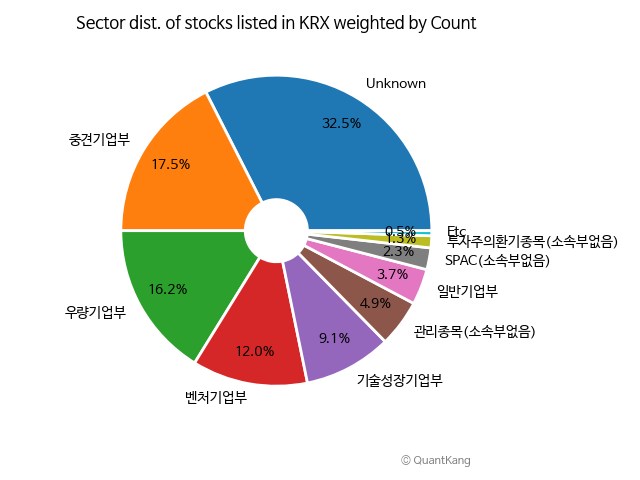 Sector dist. of stocks listed in KRX weighted by Count
Unknown
32.5%
중견기업부
17.5%
우량기업부
16.2%
벤처기업부
12.0%
기술성장기업부
9.1%
관리종목(소속부없음)
4.9%
일반기업부
3.7%
SPAC(소속부없음)
2.3%
투자주의환기종목(소속부없음)
1.3%
Etc
0.5%
© QuantKang